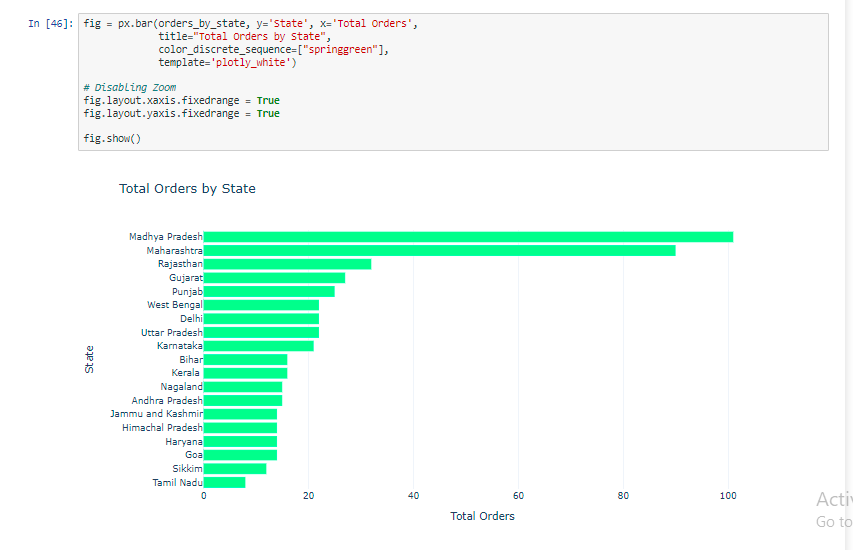 In [46]: fig = px.bar(orders_by_state, y='State', x='Total Orders',
title="Total Orders by State",
color_discrete_sequence=["springgreen"],
template='plotly_white')
# Disabling Zoom
fig.layout.xaxis.fixedrange = True
fig.layout.yaxis.fixedrange = True
fig.show()
Total Orders by State
Madhya Pradesh
Maharashtra
Rajasthan
Gujarat
Punjab
West Bengal
Delhi
Uttar Pradesh
Karnataka
Bihar
Kerala
Nagaland
Andhra Pradesh
Jammu and Kashmir
Himachal Pradesh
Haryana
Goa
Sikkim
Tamil Nadu
State
0 20 40 60 80 100
Total Orders
Activ
Go to